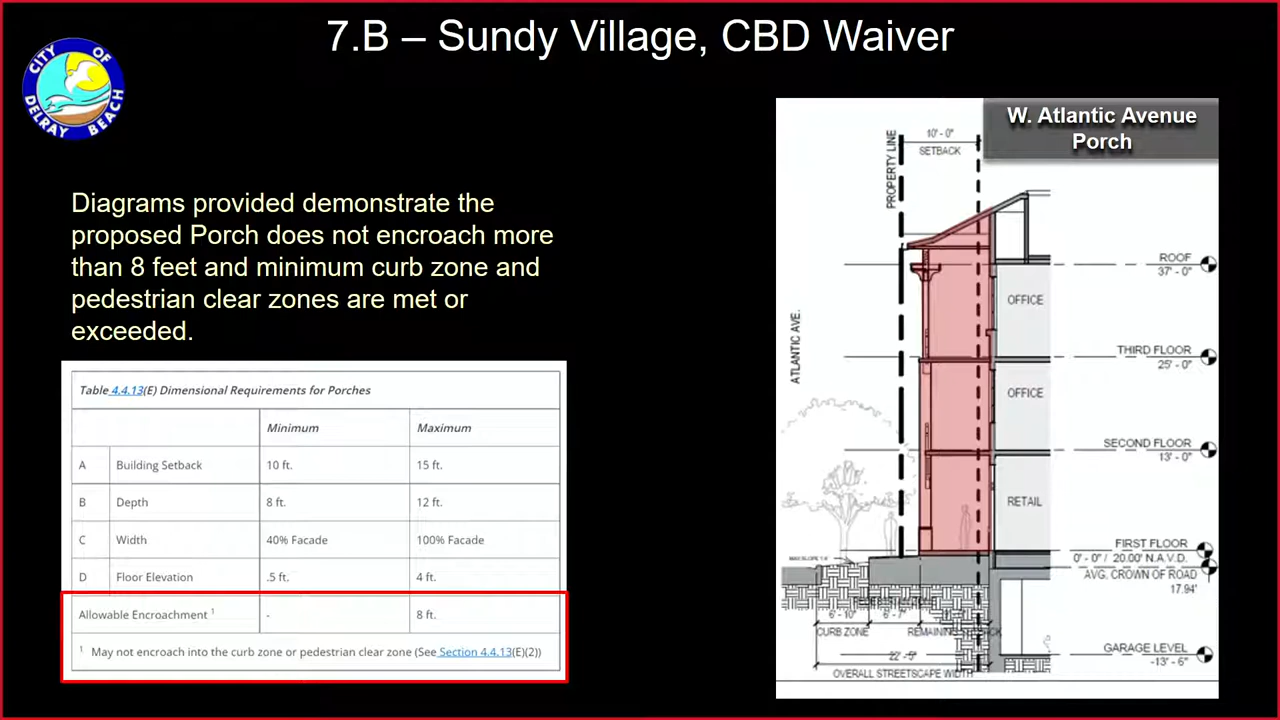 7.B – Sundy Village, CBD Waiver
CITY OF
DELRAY BEACH
Diagrams provided demonstrate the
proposed Porch does not encroach more
than 8 feet and minimum curb zone and
pedestrian clear zones are met or
exceeded.
Table 4.4.13(E) Dimensional Requirements for Porches
Minimum Maximum
A Building Setback 10 ft. 15 ft.
B Depth 8 ft. 12 ft.
C Width 40% Facade 100% Facade
D Floor Elevation .5 ft. 4 ft.
Allowable Encroachment 1 - 8 ft.
1 May not encroach into the curb zone or pedestrian clear zone (See Section 4.4.13(E)(2))
W. Atlantic Avenue
Porch
PROPERTY LINE
10' - 0"
SETBACK
ATLANTIC AVE.
ROOF
37' - 0"
OFFICE
THIRD FLOOR
25' - 0"
OFFICE
SECOND FLOOR
13' - 0"
RETAIL
FIRST FLOOR
0' - 0" / 20.00' N.A.V.D.
AVG. CROWN OF ROAD
17.94'
6' - 10" 6' - 7"
CURB ZONE REMAINING
22' - 5"
OVERALL STREETSCAPE WIDTH
GARAGE LEVEL
-13' - 6"